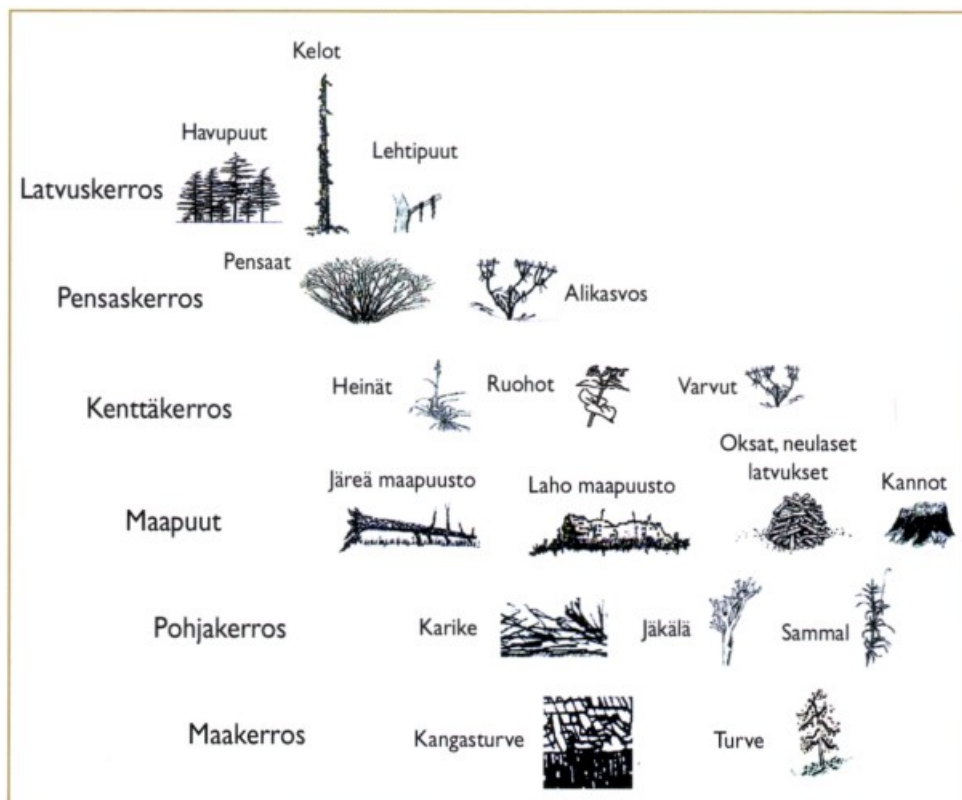 Kelot
Havupuut
Lehtipuut
Latvuskerros
Pensaat
Alikasvos
Pensaskerros
Heinät
Ruohot
Varvut
Kenttäkerros
Oksat, neulaset
latvukset
Järeä maapuusto
Laho maapuusto
Kannot
Maapuut
Pohjakerros
Karike
Jäkälä
Sammal
Maakerros
Kangasturve
Turve